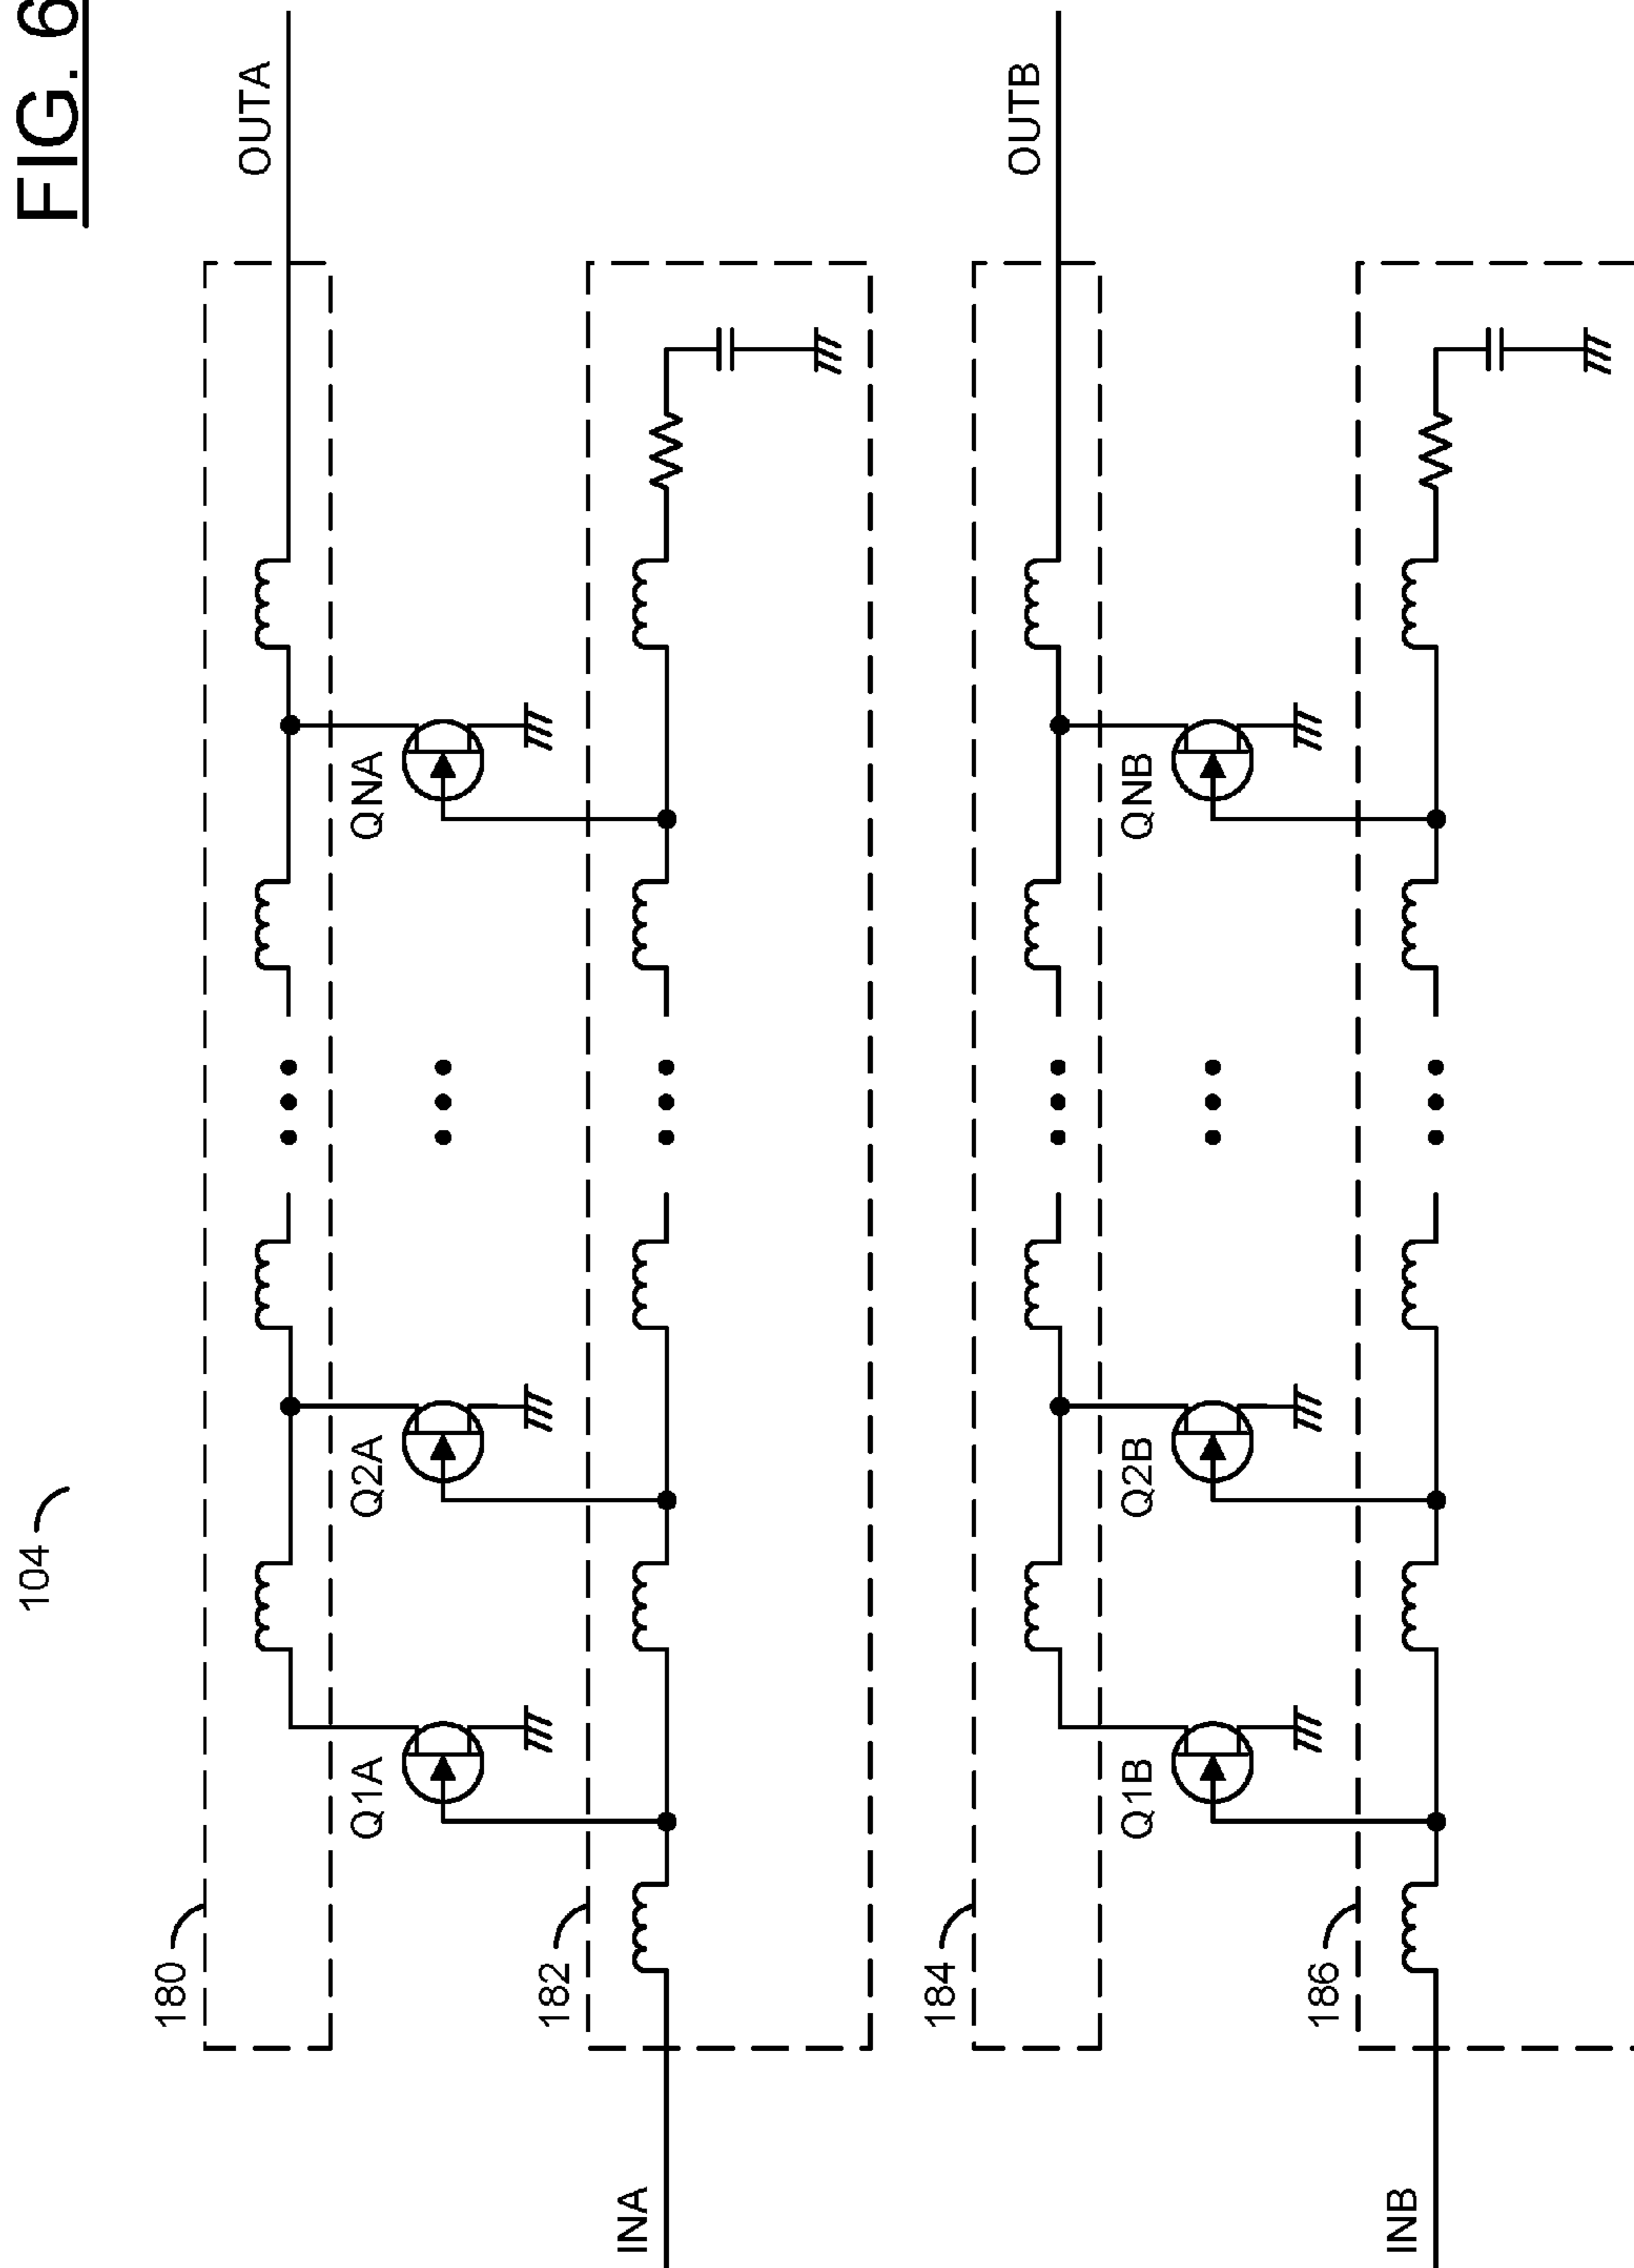 FIG. 6
104
180
OUTA
Q1A
Q2A
QNA
182
INA
184
OUTB
Q1B
Q2B
QNB
186
INB